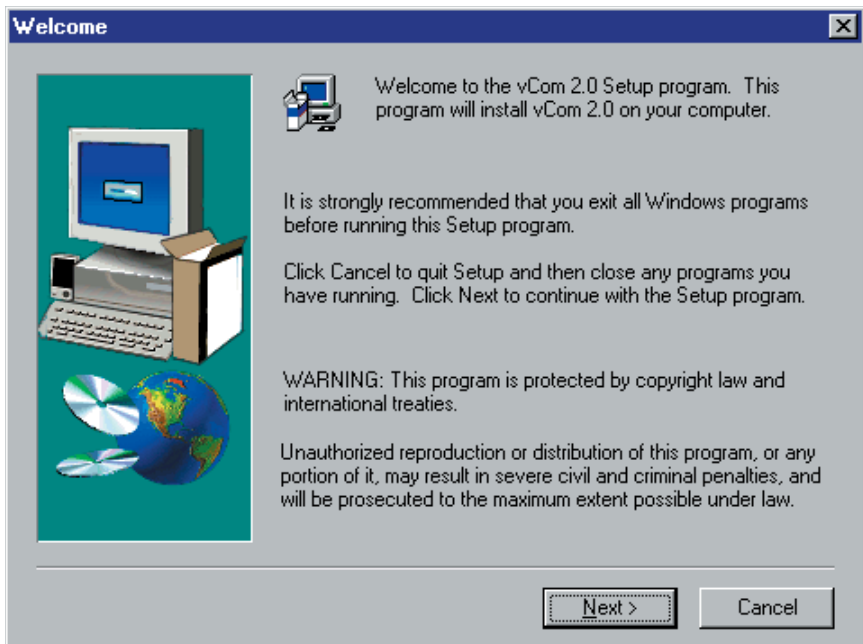 Welcome
Welcome to the vCom 2.0 Setup program. This
program will install vCom 2.0 on your computer.
It is strongly recommended that you exit all Windows programs
before running this Setup program.
Click Cancel to quit Setup and then close any programs you
have running. Click Next to continue with the Setup program.
WARNING: This program is protected by copyright law and
international treaties.
Unauthorized reproduction or distribution of this program, or any
portion of it, may result in severe civil and criminal penalties, and
will be prosecuted to the maximum extent possible under law.
Next >
Cancel